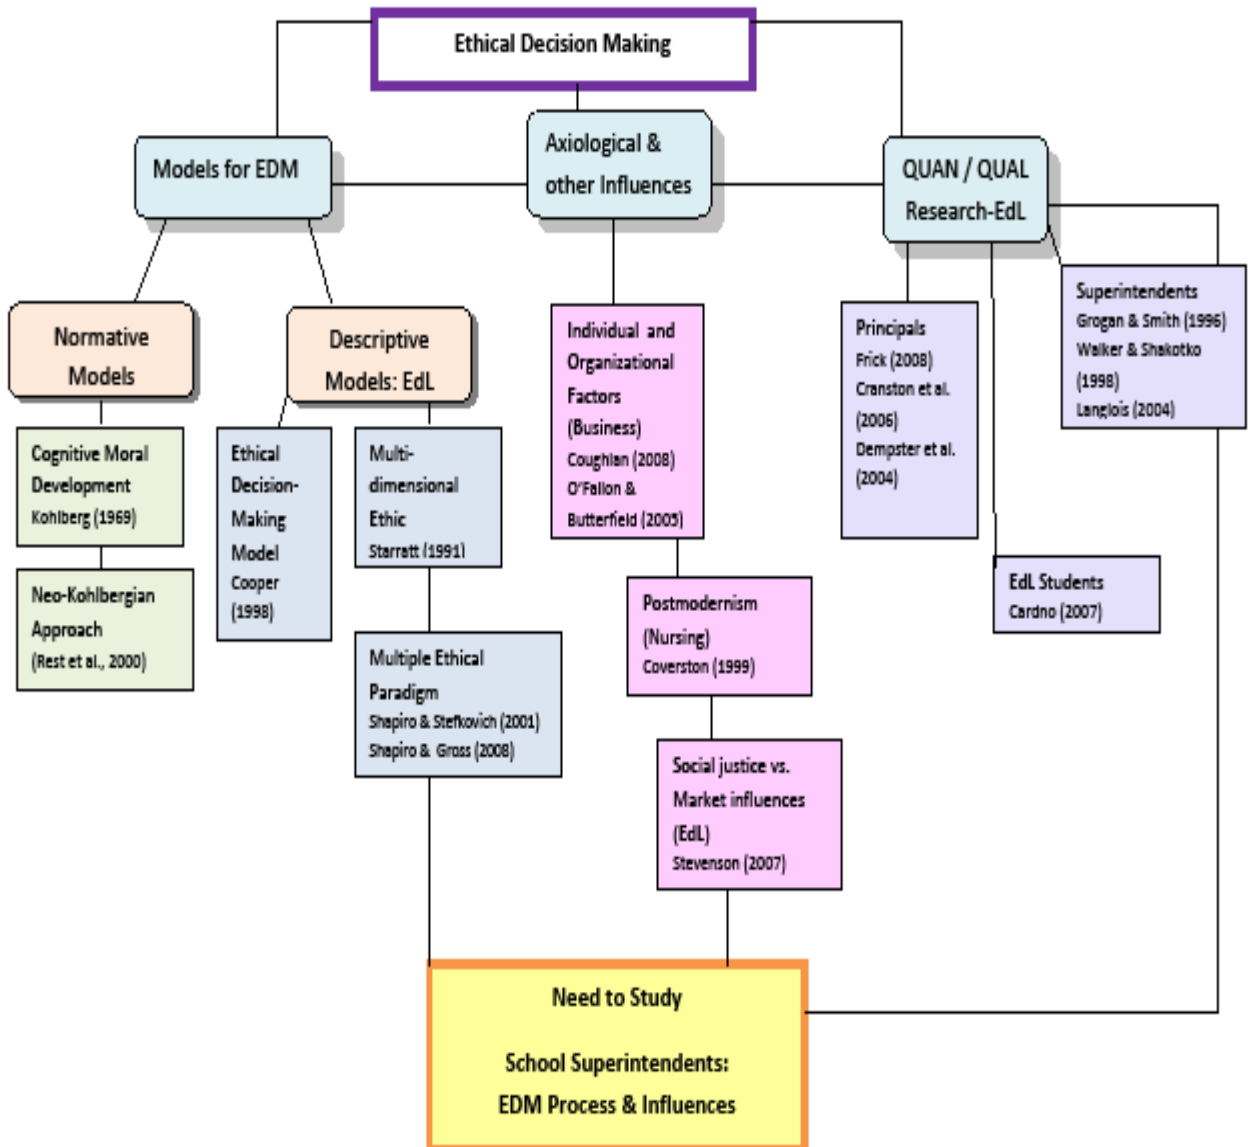 Ethical Decision Making
Models for EDM
Axiological &
other Influences
QUAN / QUAL
Research-EdL
Normative
Models
Descriptive
Models: EdL
Cognitive Moral
Development
Kohlberg (1969)
Neo-Kohlbergian
Approach
(Rest et al., 2000)
Ethical
Decision-
Making
Model
Cooper
(1998)
Multi-
dimensional
Ethic
Starratt (1991)
Multiple Ethical
Paradigm
Shapiro & Stefkovich (2001)
Shapiro & Gross (2008)
Individual and
Organizational
Factors
(Business)
Coughlan (2008)
O'Fallon &
Butterfield (2005)
Postmodernism
(Nursing)
Coverston (1999)
Social justice vs.
Market influences
(EdL)
Stevenson (2007)
Principals
Frick (2008)
Cranston et al.
(2006)
Dempster et al.
(2004)
EdL Students
Cardno (2007)
Superintendents
Grogan & Smith (1996)
Walker & Shakotko
(1998)
Langlois (2004)
Need to Study
School Superintendents:
EDM Process & Influences